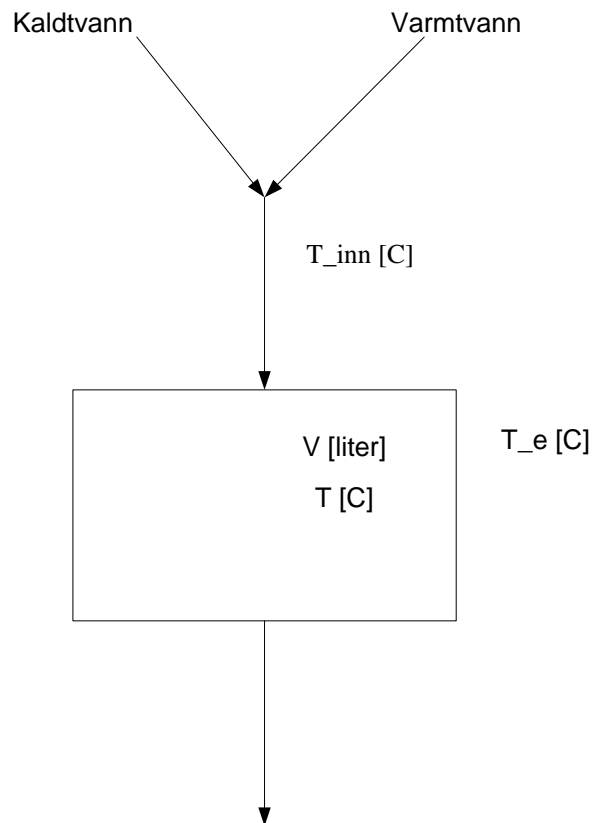 Kaldtvann
Varmtvann
T_inn [C]
V [liter]
T_e [C]
T [C]